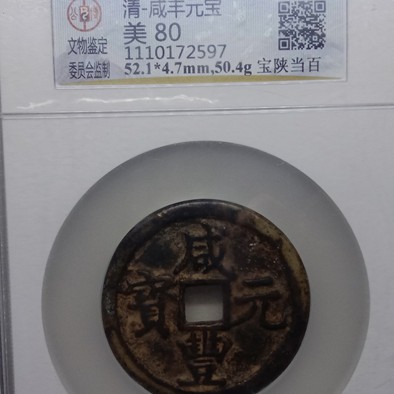 清-咸丰元宝
美 80
1110172597
52.1*4.7mm,50.4g 宝陕当百
文物鉴定
委员会监制
咸
豐
元
寶